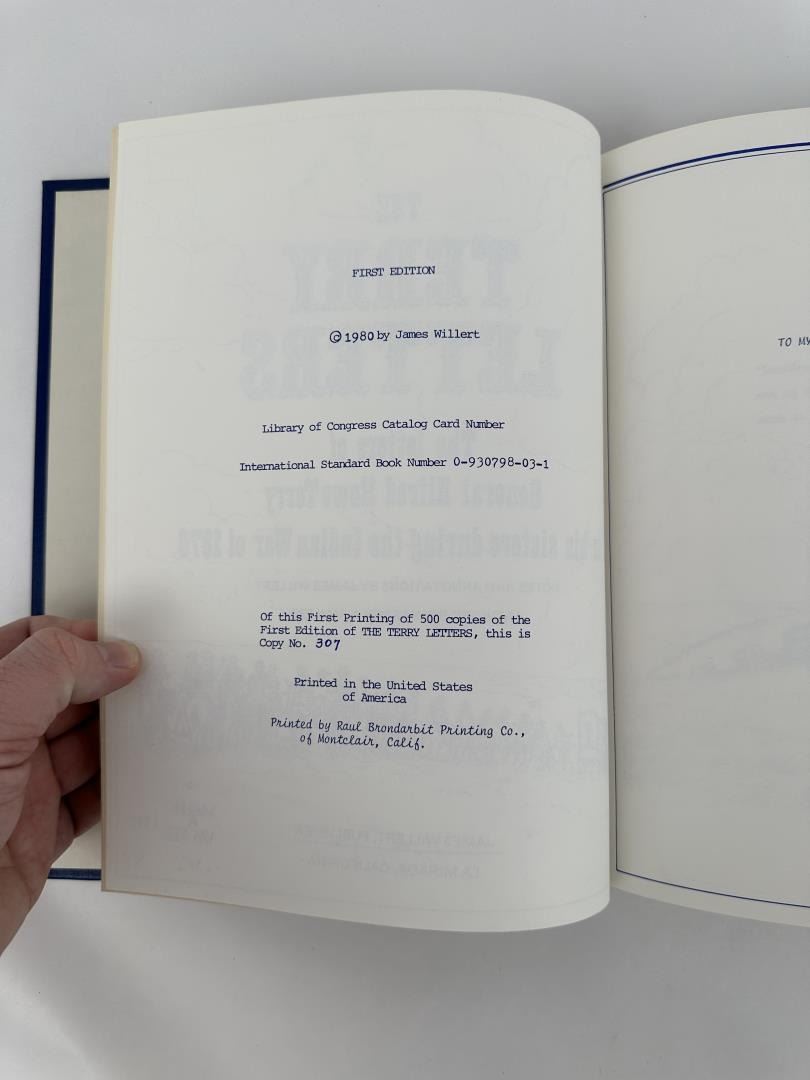 FIRST EDITION
© 1980 by James Willert
Library of Congress Catalog Card Number
International Standard Book Number 0-930798-03-1
Of this First Printing of 500 copies of the
First Edition of THE TERRY LETTERS, this is
Copy No. 307
Printed in the United States
of America
Printed by Raul Brondarbit Printing Co.,
of Montclair, Calif.
TO MY